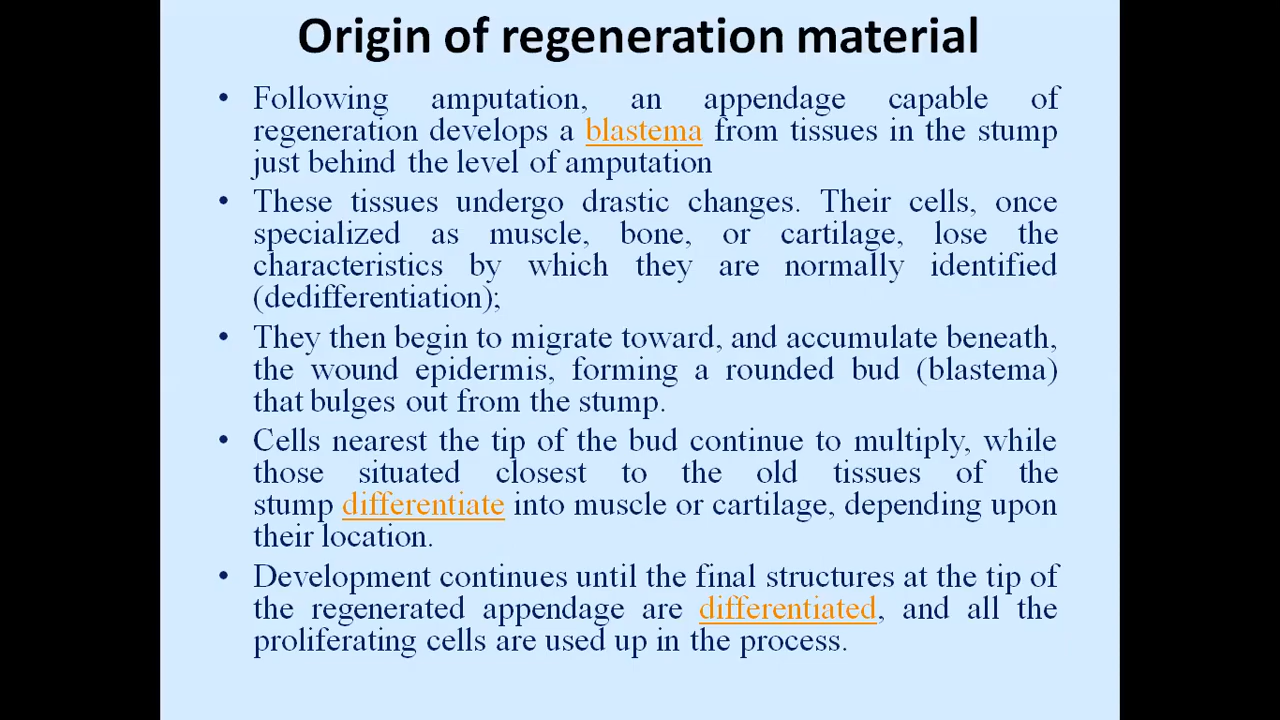 Origin of regeneration material
• Following amputation, an appendage capable of
regeneration develops a blastema from tissues in the stump
just behind the level of amputation
• These tissues undergo drastic changes. Their cells, once
specialized as muscle, bone, or cartilage, lose the
characteristics by which they are normally identified
(dedifferentiation);
• They then begin to migrate toward, and accumulate beneath,
the wound epidermis, forming a rounded bud (blastema)
that bulges out from the stump.
• Cells nearest the tip of the bud continue to multiply, while
those situated closest to the old tissues of the
stump differentiate into muscle or cartilage, depending upon
their location.
• Development continues until the final structures at the tip of
the regenerated appendage are differentiated, and all the
proliferating cells are used up in the process.